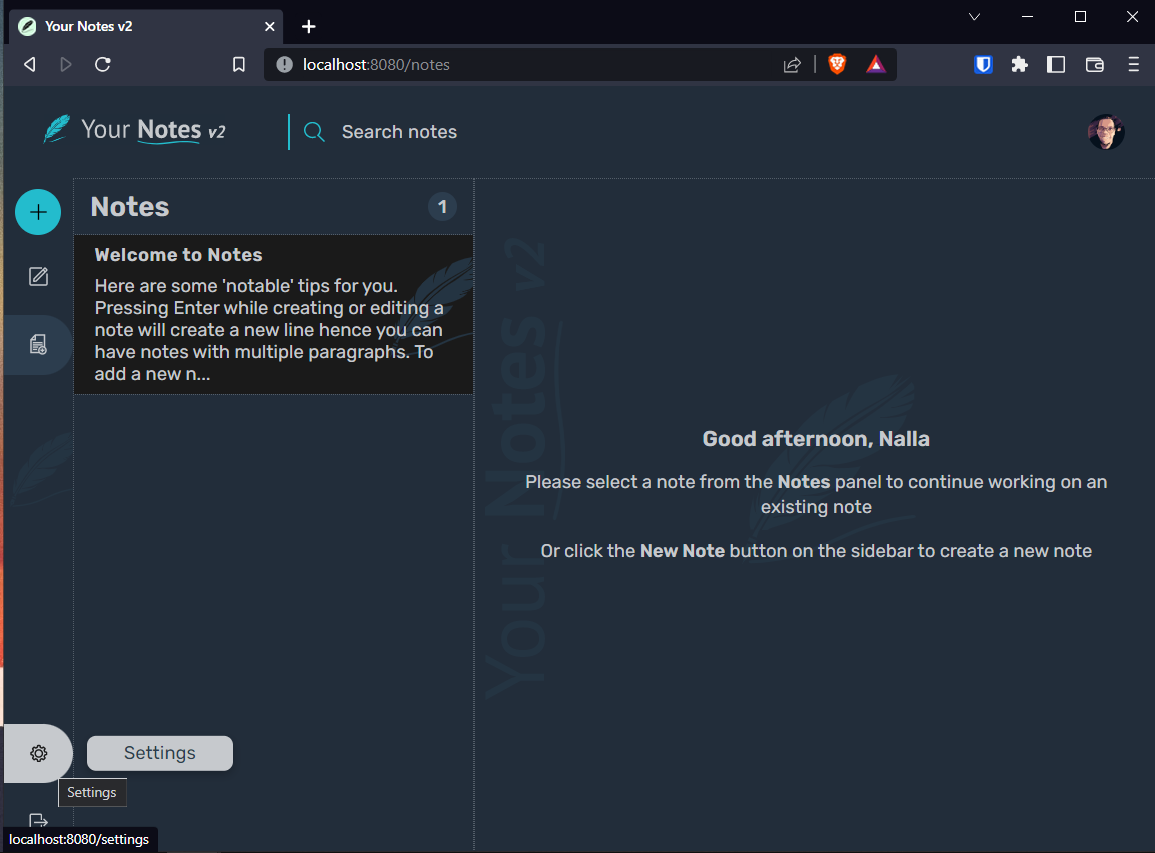 Your Notes v2
localhost:8080/notes
Your Notes v2
Search notes
Notes
1
Welcome to Notes
Here are some 'notable' tips for you.
Pressing Enter while creating or editing a
note will create a new line hence you can
have notes with multiple paragraphs. To
add a new n...
Your Notes v2
Good afternoon, Nalla
Please select a note from the Notes panel to continue working on an
existing note
Or click the New Note button on the sidebar to create a new note
Settings
Settings
localhost:8080/settings